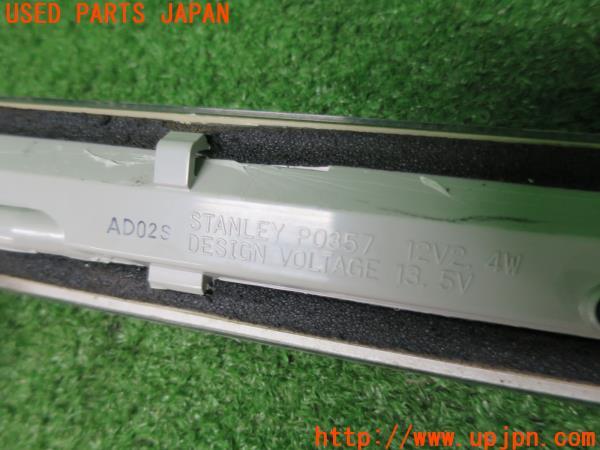 USED PARTS JAPAN
STANLEY P0357 12V2.4W
AD02S
DESIGN VOLTAGE 13.5V
http://www.upjpn.com/